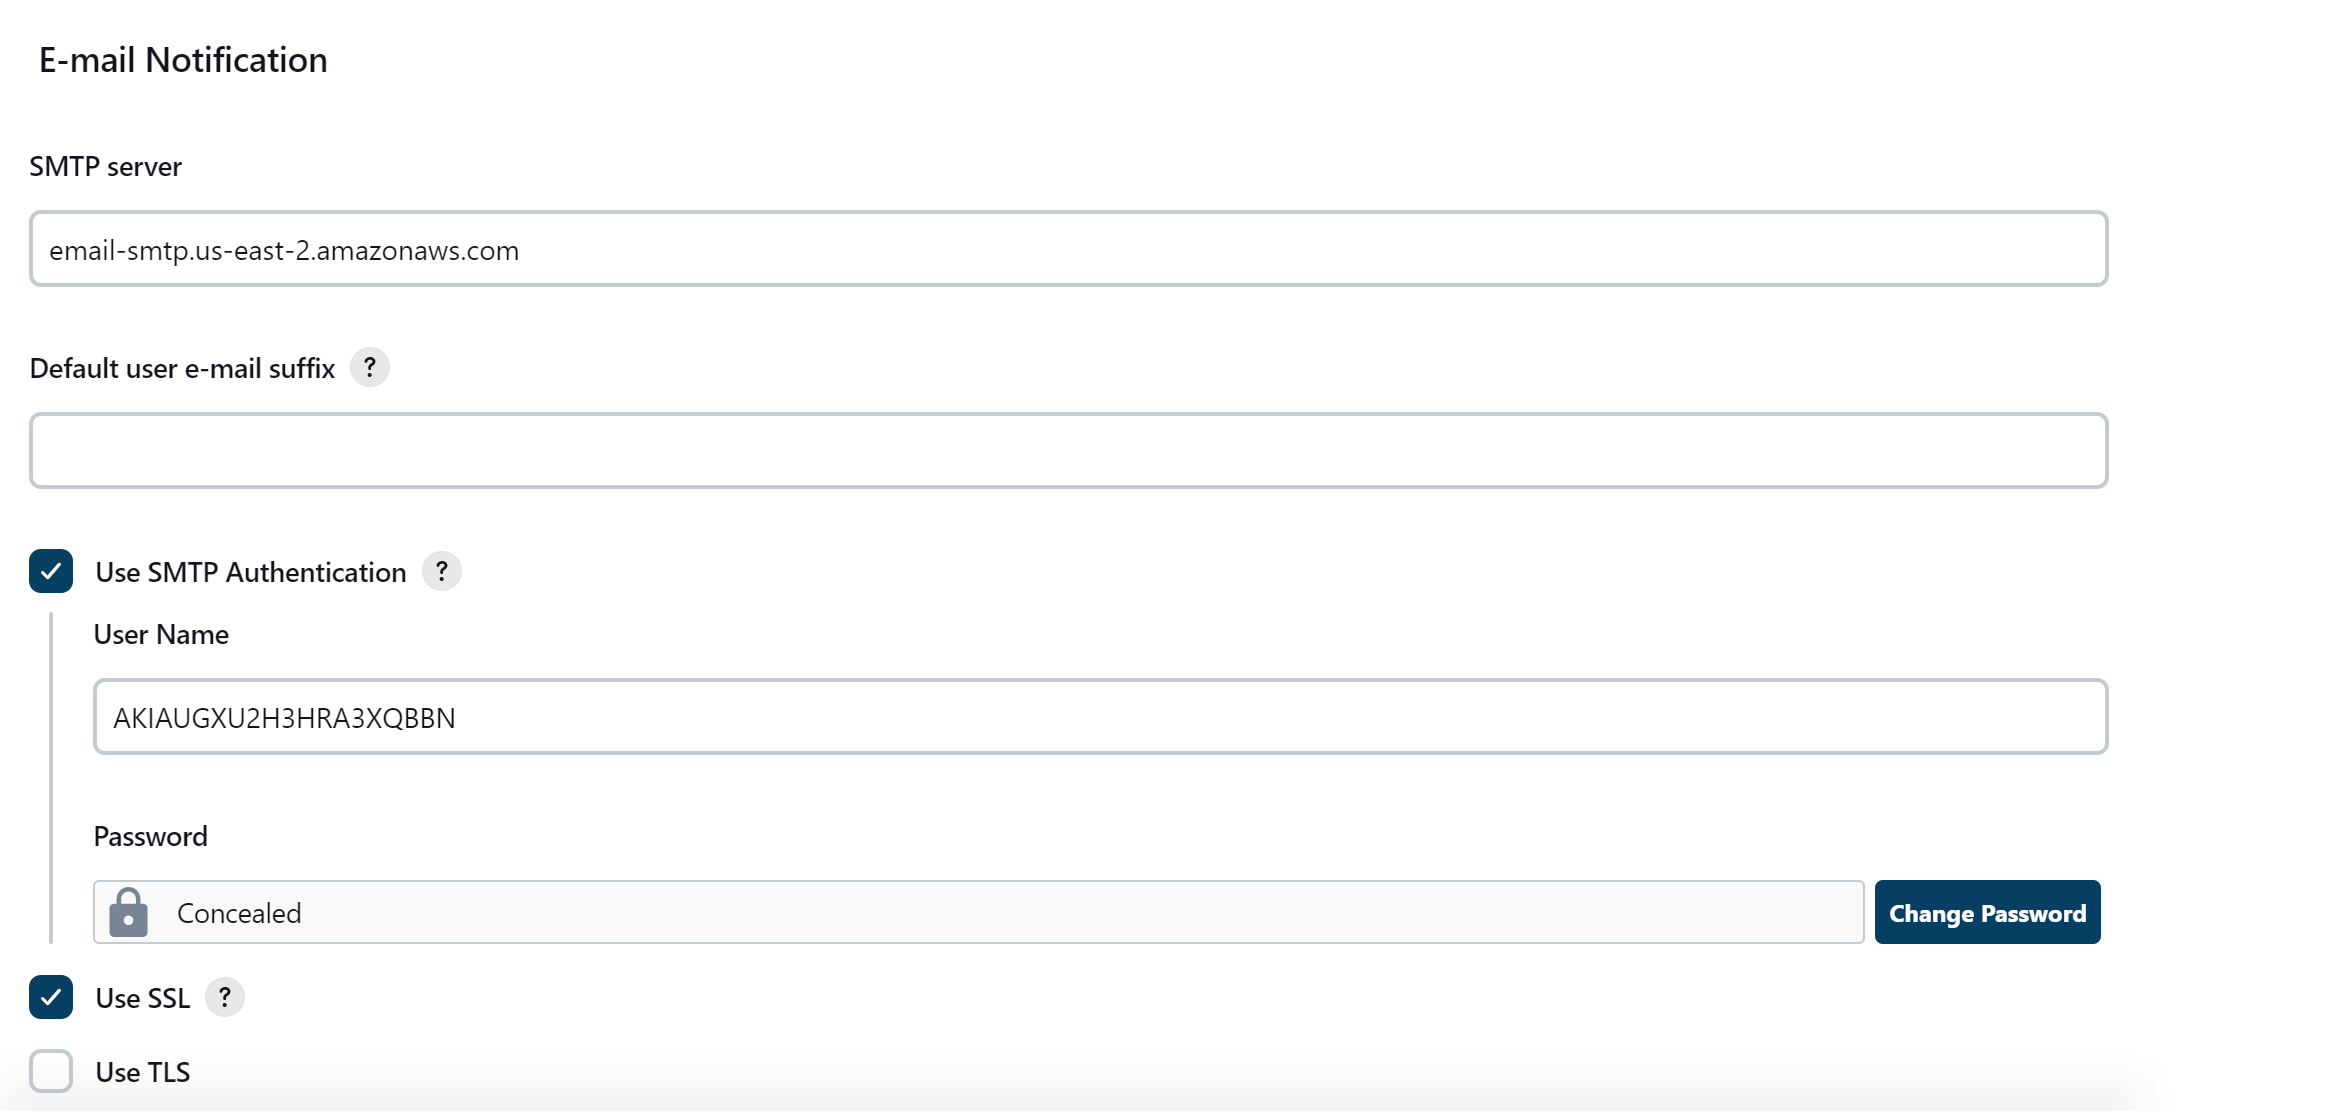 E-mail Notification
SMTP server
email-smtp.us-east-2.amazonaws.com
Default user e-mail suffix ?
Use SMTP Authentication ?
User Name
AKIAUGXU2H3HRA3XQBBN
Password
Concealed Change Password
Use SSL ?
Use TLS